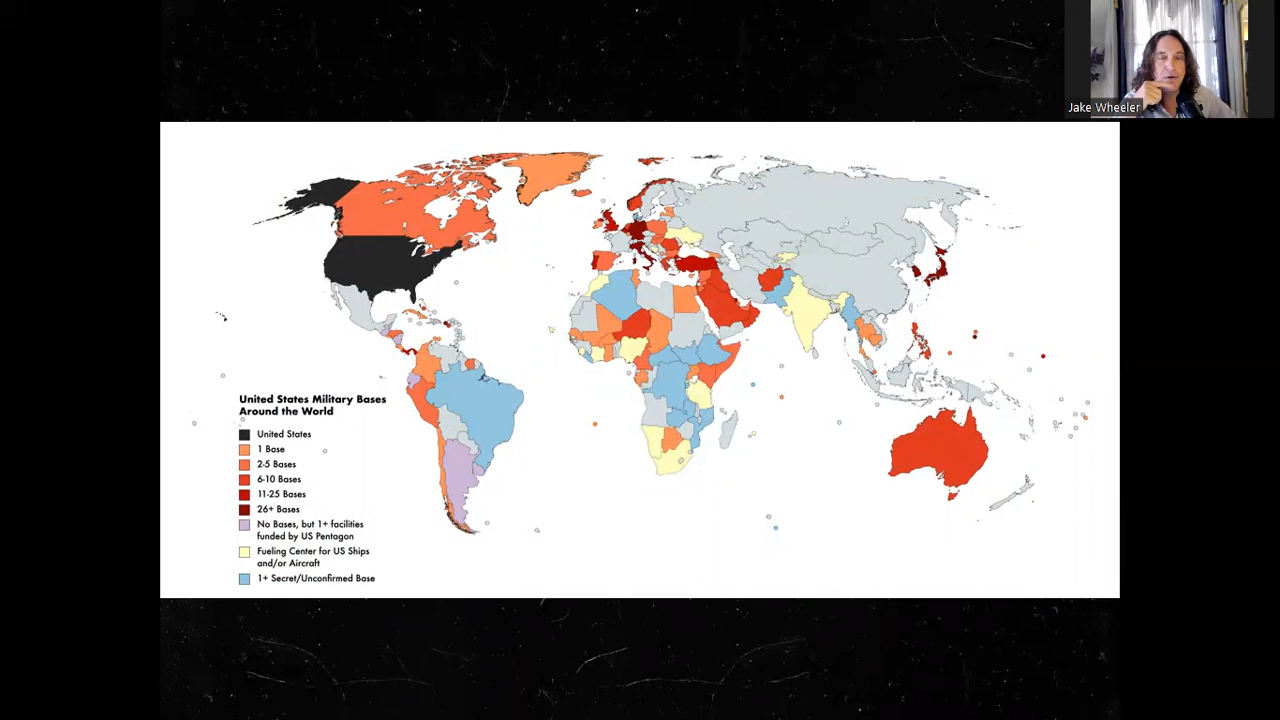 Jake Wheeler
United States Military Bases
Around the World
United States
1 Base
2-5 Bases
6-10 Bases
11-25 Bases
26+ Bases
No Bases, but 1+ facilities
funded by US Pentagon
Fueling Center for US Ships
and/or Aircraft
1+ Secret/Unconfirmed Base